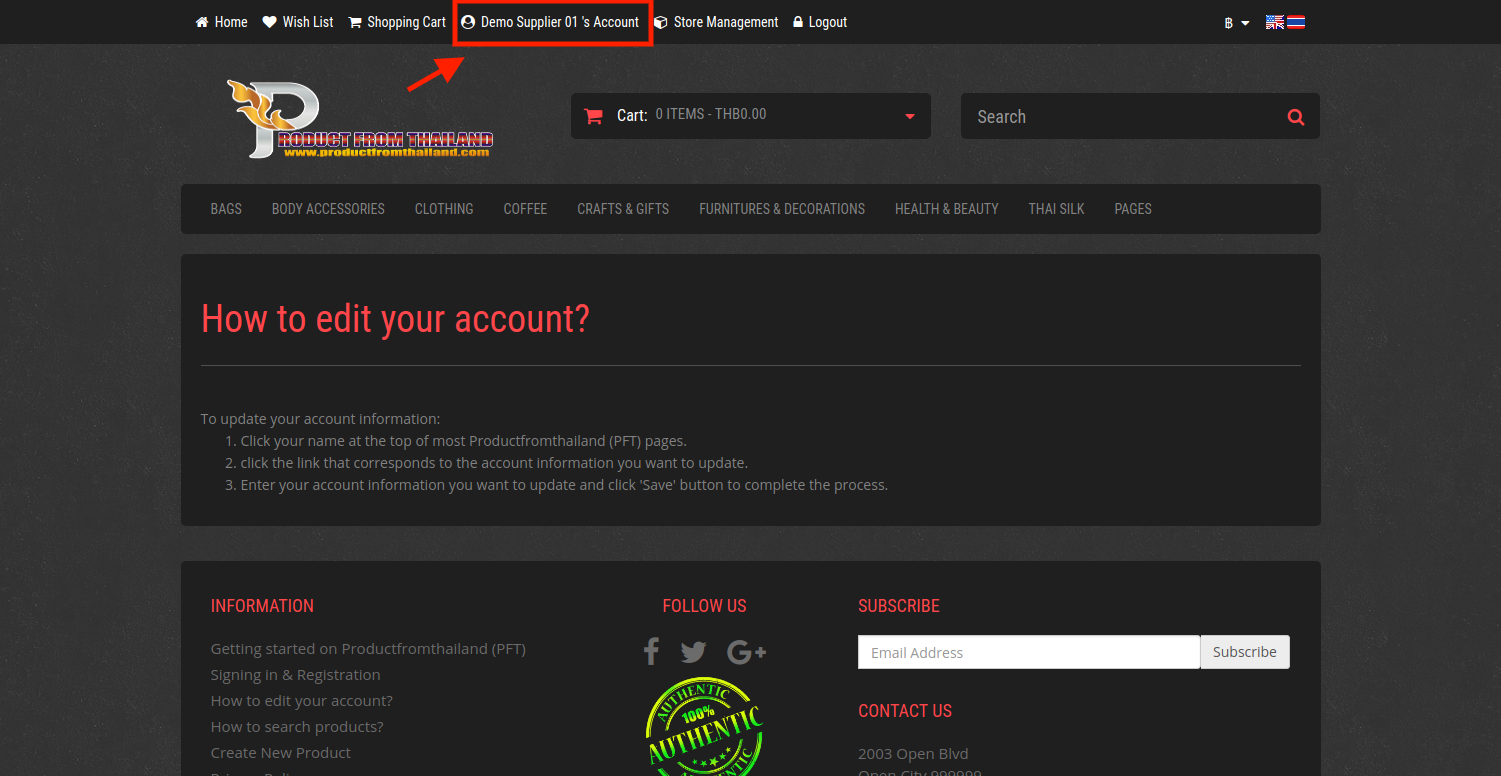 Home Wish List Shopping Cart Demo Supplier 01 's Account Store Management Logout ฿
PRODUCT FROM THAILAND
www.productfromthailand.com
Cart: 0 ITEMS - THB0.00
Search
BAGS BODY ACCESSORIES CLOTHING COFFEE CRAFTS & GIFTS FURNITURES & DECORATIONS HEALTH & BEAUTY THAI SILK PAGES
How to edit your account?
To update your account information:
1. Click your name at the top of most Productfromthailand (PFT) pages.
2. click the link that corresponds to the account information you want to update.
3. Enter your account information you want to update and click 'Save' button to complete the process.
INFORMATION
Getting started on Productfromthailand (PFT)
Signing in & Registration
How to edit your account?
How to search products?
Create New Product
FOLLOW US
AUTHENTIC
100%
AUTHENTIC
AUTHENTIC
SUBSCRIBE
Email Address Subscribe
CONTACT US
2003 Open Blvd
Open City 999999